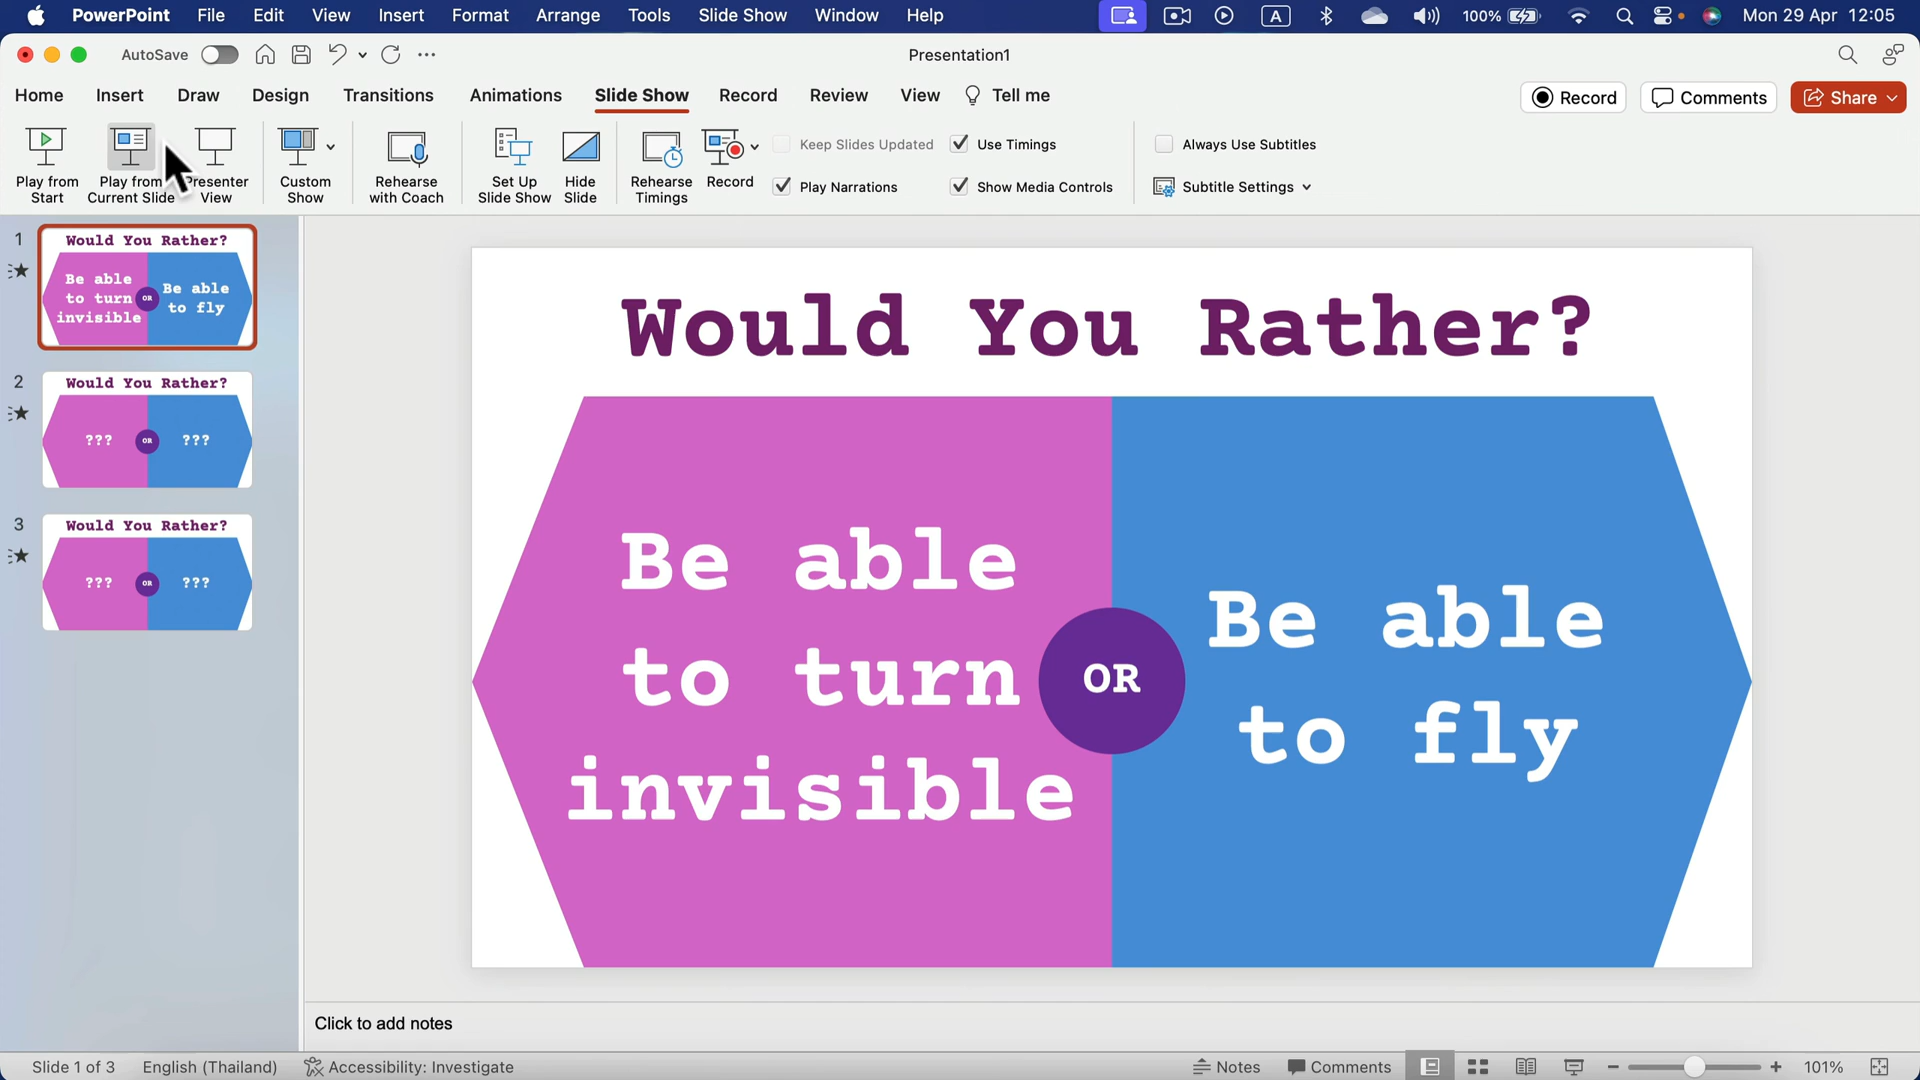 PowerPoint File Edit View Insert Format Arrange Tools Slide Show Window Help A 100% Mon 29 Apr 12:05
AutoSave Presentation1
Home Insert Draw Design Transitions Animations Slide Show Record Review View Tell me Record Comments Share
Play from Start
Play from Current Slide
Presenter View
Custom Show
Rehearse with Coach
Set Up Slide Show
Hide Slide
Rehearse Timings
Record
Keep Slides Updated
Play Narrations
Use Timings
Show Media Controls
Always Use Subtitles
Subtitle Settings
1
Would You Rather?
Be able
to turn
invisible
OR
Be able
to fly
2
Would You Rather?
??? OR ???
3
Would You Rather?
??? OR ???
Would You Rather?
Be able
to turn
invisible
OR
Be able
to fly
Click to add notes
Slide 1 of 3 English (Thailand) Accessibility: Investigate Notes Comments 101%